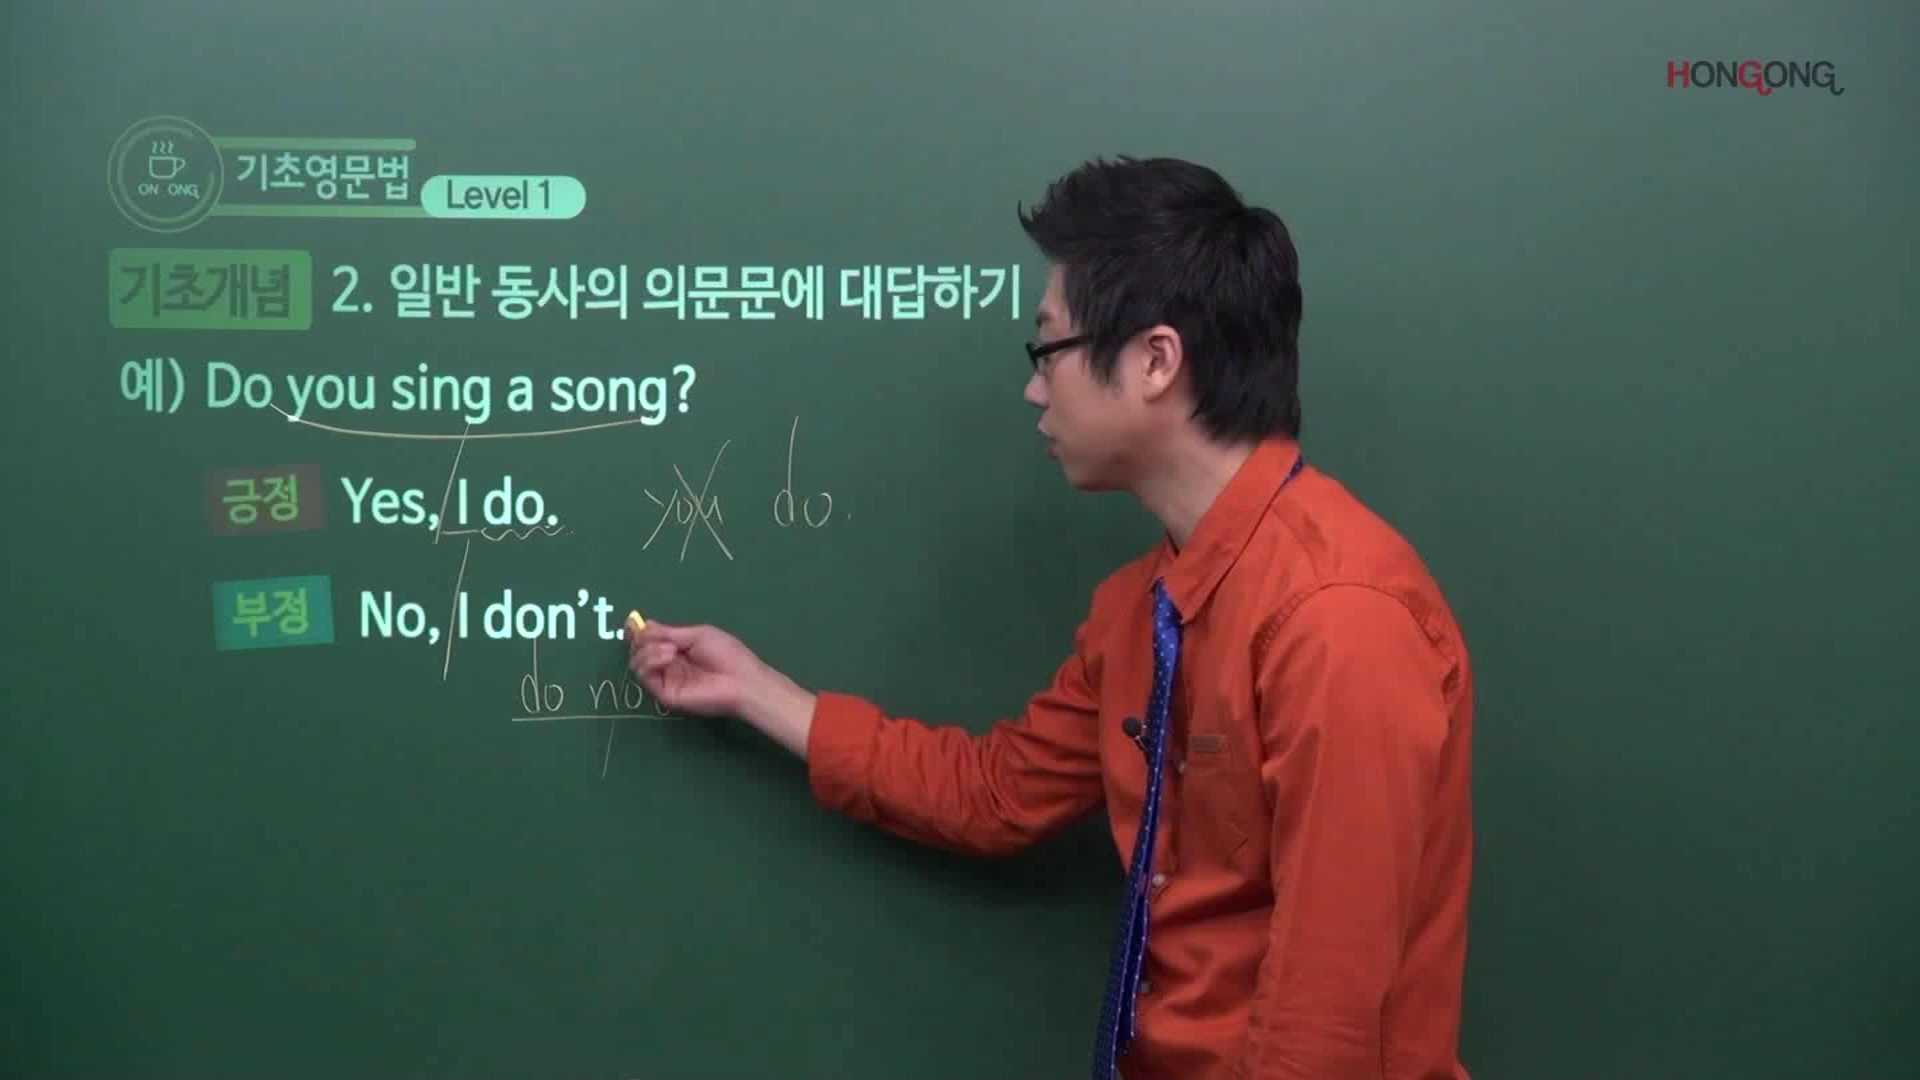 HONGONG
ON ONG
기초영문법
Level 1
기초개념 2. 일반 동사의 의문문에 대답하기
예) Do you sing a song?
긍정 Yes, I do. you do.
부정 No, I don't.
do not